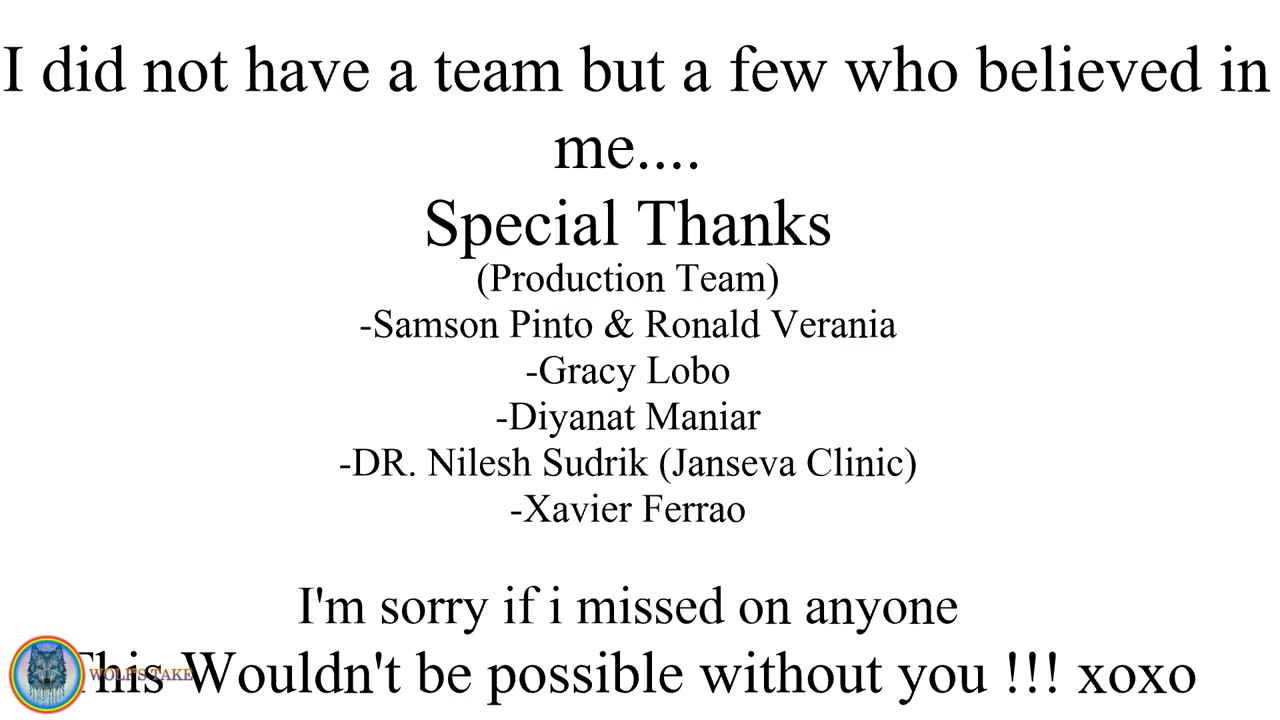 I did not have a team but a few who believed in
me....
Special Thanks
(Production Team)
-Samson Pinto & Ronald Verania
-Gracy Lobo
-Diyanat Maniar
-DR. Nilesh Sudrik (Janseva Clinic)
-Xavier Ferrao
I'm sorry if i missed on anyone
This Wouldn't be possible without you !!! xoxo
WOLF'S TAKE